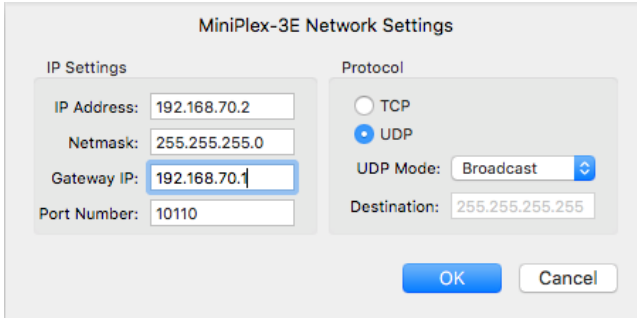 MiniPlex-3E Network Settings
IP Settings
IP Address: 192.168.70.2
Netmask: 255.255.255.0
Gateway IP: 192.168.70.1
Port Number: 10110
Protocol
TCP
UDP
UDP Mode: Broadcast
Destination: 255.255.255.255
OK Cancel